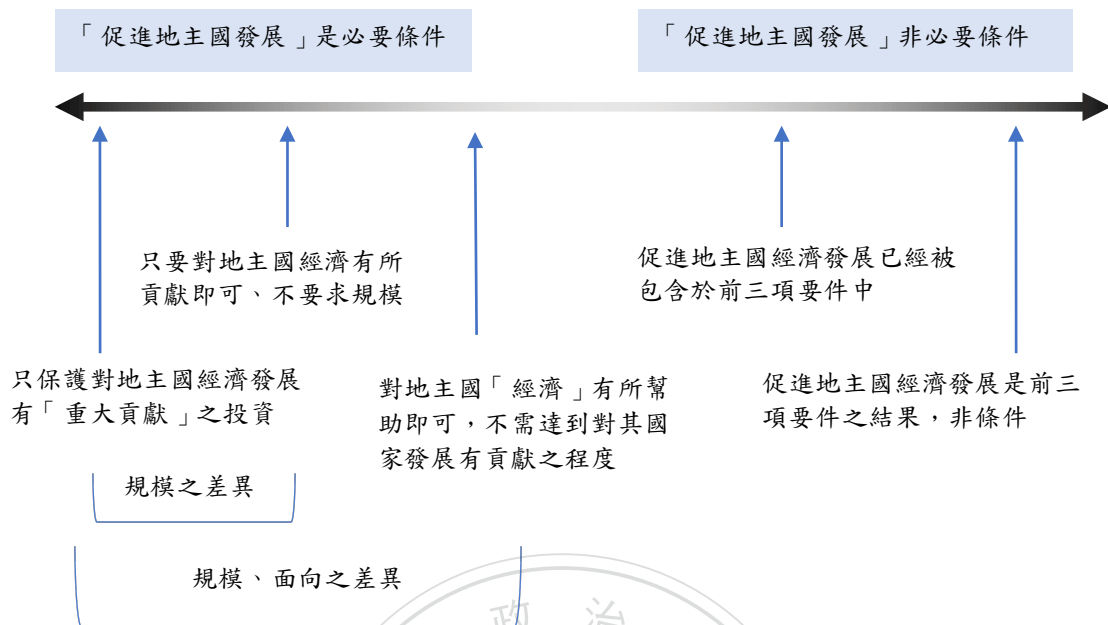 「促進地主國發展」是必要條件
「促進地主國發展」非必要條件
只要對地主國經濟有所
貢獻即可、不要求規模
促進地主國經濟發展已經被
包含於前三項要件中
只保護對地主國經濟發展
有「重大貢獻」之投資
對地主國「經濟」有所幫
助即可，不需達到對其國
家發展有貢獻之程度
促進地主國經濟發展是前三
項要件之結果，非條件
規模之差異
規模、面向之差異
政 治